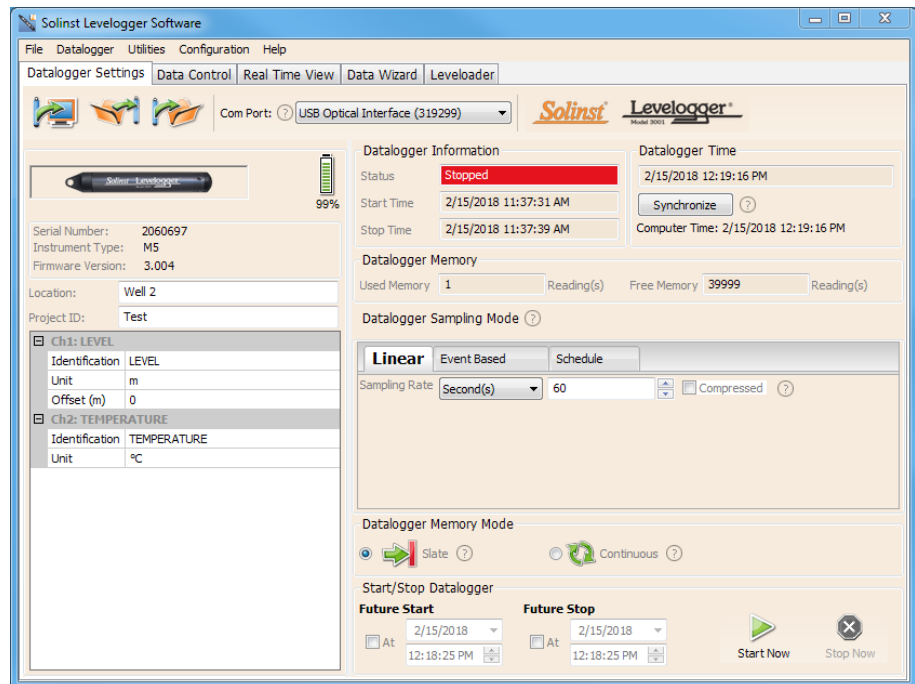 Solinst Levelogger Software
File Datalogger Utilities Configuration Help
Datalogger Settings Data Control Real Time View Data Wizard Leveloader
Com Port: ? USB Optical Interface (319299) Solinst Levelogger®
Model 3001
Solinst Levelogger
99%
Serial Number: 2060697
Instrument Type: M5
Firmware Version: 3.004
Location: Well 2
Project ID: Test
Ch1: LEVEL
Identification LEVEL
Unit m
Offset (m) 0
Ch2: TEMPERATURE
Identification TEMPERATURE
Unit °C
Datalogger Information
Status Stopped
Start Time 2/15/2018 11:37:31 AM
Stop Time 2/15/2018 11:37:39 AM
Datalogger Time
2/15/2018 12:19:16 PM
Synchronize ?
Computer Time: 2/15/2018 12:19:16 PM
Datalogger Memory
Used Memory 1 Reading(s) Free Memory 39999 Reading(s)
Datalogger Sampling Mode ?
Linear Event Based Schedule
Sampling Rate Second(s) 60 Compressed ?
Datalogger Memory Mode
Slate ? Continuous ?
Start/Stop Datalogger
Future Start Future Stop
At 2/15/2018 At 2/15/2018
12:18:25 PM 12:18:25 PM
Start Now Stop Now